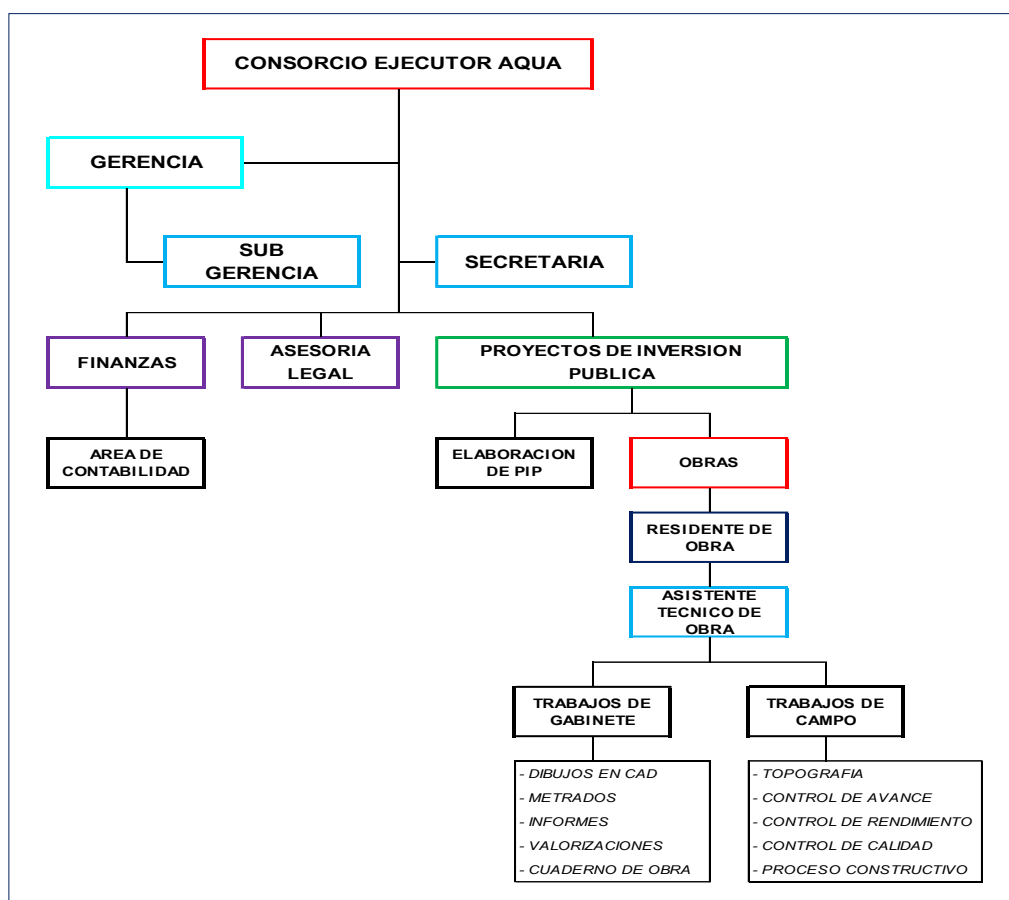 CONSORCIO EJECUTOR AQUA
GERENCIA
SUB
GERENCIA
SECRETARIA
FINANZAS
ASESORIA
LEGAL
PROYECTOS DE INVERSION
PUBLICA
AREA DE
CONTABILIDAD
ELABORACION
DE PIP
OBRAS
RESIDENTE DE
OBRA
ASISTENTE
TECNICO DE
OBRA
TRABAJOS DE
GABINETE
TRABAJOS DE
CAMPO
- DIBUJOS EN CAD
- METRADOS
- INFORMES
- VALORIZACIONES
- CUADERNO DE OBRA
- TOPOGRAFIA
- CONTROL DE AVANCE
- CONTROL DE RENDIMIENTO
- CONTROL DE CALIDAD
- PROCESO CONSTRUCTIVO